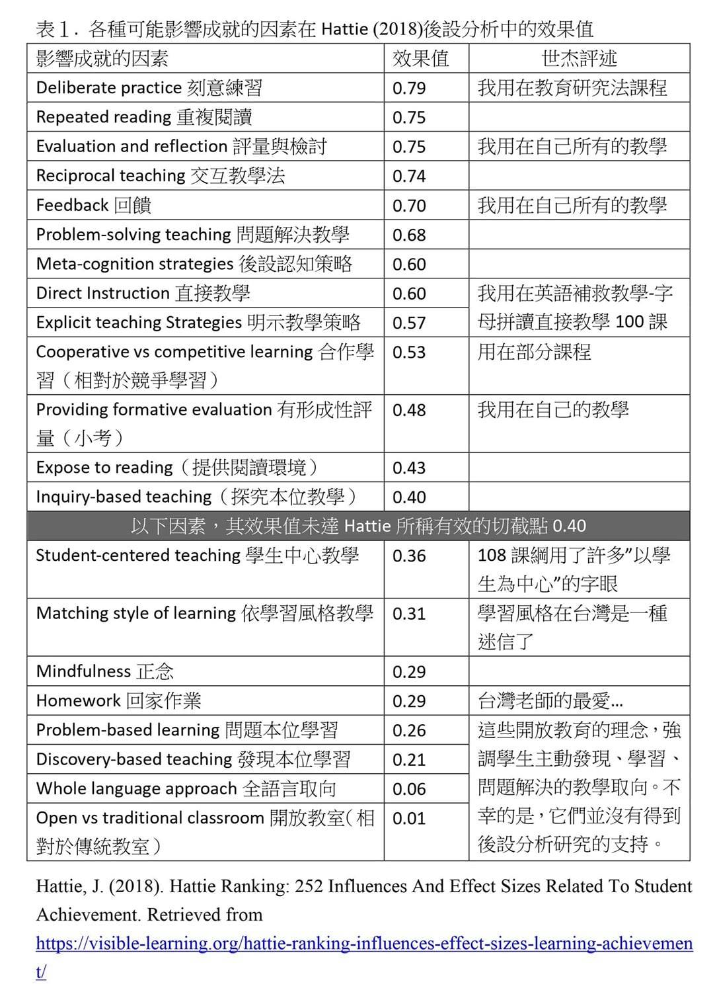 表1. 各種可能影響成就的因素在 Hattie (2018)後設分析中的效果值
影響成就的因素 效果值 世杰評述
Deliberate practice 刻意練習 0.79 我用在教育研究法課程
Repeated reading 重複閱讀 0.75
Evaluation and reflection 評量與檢討 0.75 我用在自己所有的教學
Reciprocal teaching 交互教學法 0.74
Feedback 回饋 0.70 我用在自己所有的教學
Problem-solving teaching 問題解決教學 0.68
Meta-cognition strategies 後設認知策略 0.60
Direct Instruction 直接教學 0.60 我用在英語補救教學-字
Explicit teaching Strategies 明示教學策略 0.57 母拼讀直接教學 100 課
Cooperative vs competitive learning 合作學 0.53 用在部分課程
習（相對於競爭學習）
Providing formative evaluation 有形成性評 0.48 我用在自己的教學
量（小考）
Expose to reading（提供閱讀環境） 0.43
Inquiry-based teaching（探究本位教學） 0.40
以下因素，其效果值未達 Hattie 所稱有效的切截點 0.40
Student-centered teaching 學生中心教學 0.36 108 課綱用了許多”以學
生為中心”的字眼
Matching style of learning 依學習風格教學 0.31 學習風格在台灣是一種
迷信了
Mindfulness 正念 0.29
Homework 回家作業 0.29 台灣老師的最愛…
Problem-based learning 問題本位學習 0.26 這些開放教育的理念，強
Discovery-based teaching 發現本位學習 0.21 調學生主動發現、學習、
Whole language approach 全語言取向 0.06 問題解決的教學取向。不
Open vs traditional classroom 開放教室（相 0.01 幸的是，它們並沒有得到
對於傳統教室） 後設分析研究的支持。
Hattie, J. (2018). Hattie Ranking: 252 Influences And Effect Sizes Related To Student
Achievement. Retrieved from
https://visible-learning.org/hattie-ranking-influences-effect-sizes-learning-achievemen
t/